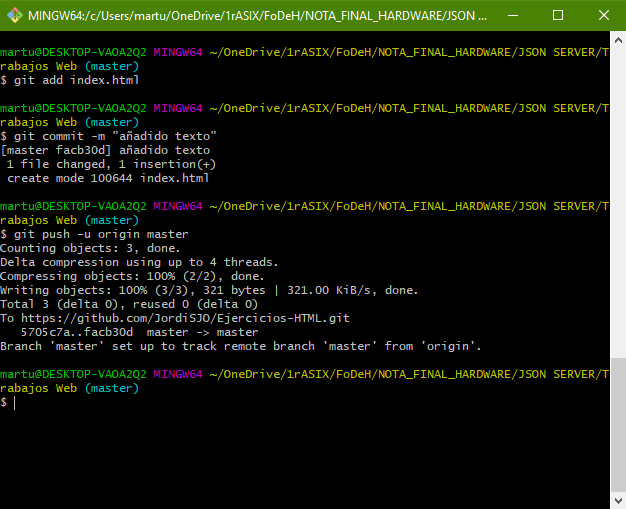 MINGW64:/c/Users/martu/OneDrive/1rASIX/FoDeH/NOTA_FINAL_HARDWARE/JSON ...
martu@DESKTOP-VAOA2Q2 MINGW64 ~/OneDrive/1rASIX/FoDeH/NOTA_FINAL_HARDWARE/JSON SERVER/T
rabajos Web (master)
$ git add index.html
martu@DESKTOP-VAOA2Q2 MINGW64 ~/OneDrive/1rASIX/FoDeH/NOTA_FINAL_HARDWARE/JSON SERVER/T
rabajos Web (master)
$ git commit -m "añadido texto"
[master facb30d] añadido texto
 1 file changed, 1 insertion(+)
 create mode 100644 index.html
martu@DESKTOP-VAOA2Q2 MINGW64 ~/OneDrive/1rASIX/FoDeH/NOTA_FINAL_HARDWARE/JSON SERVER/T
rabajos Web (master)
$ git push -u origin master
Counting objects: 3, done.
Delta compression using up to 4 threads.
Compressing objects: 100% (2/2), done.
Writing objects: 100% (3/3), 321 bytes | 321.00 KiB/s, done.
Total 3 (delta 0), reused 0 (delta 0)
To https://github.com/JordiSJO/Ejercicios-HTML.git
   5705c7a..facb30d  master -> master
Branch 'master' set up to track remote branch 'master' from 'origin'.
martu@DESKTOP-VAOA2Q2 MINGW64 ~/OneDrive/1rASIX/FoDeH/NOTA_FINAL_HARDWARE/JSON SERVER/T
rabajos Web (master)
$